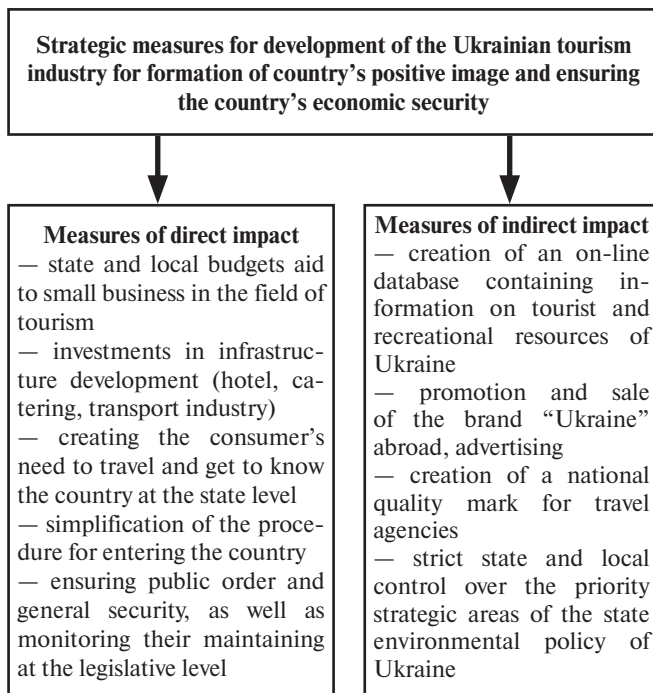 Strategic measures for development of the Ukrainian tourism
industry for formation of country’s positive image and ensuring
the country’s economic security
Measures of direct impact
— state and local budgets aid
to small business in the field of
tourism
— investments in infrastruc-
ture development (hotel, ca-
tering, transport industry)
— creating the consumer’s
need to travel and get to know
the country at the state level
— simplification of the proce-
dure for entering the country
— ensuring public order and
general security, as well as
monitoring their maintaining
at the legislative level
Measures of indirect impact
— creation of an on-line
database containing in-
formation on tourist and
recreational resources of
Ukraine
— promotion and sale
of the brand “Ukraine”
abroad, advertising
— creation of a national
quality mark for travel
agencies
— strict state and local
control over the priority
strategic areas of the state
environmental policy of
Ukraine